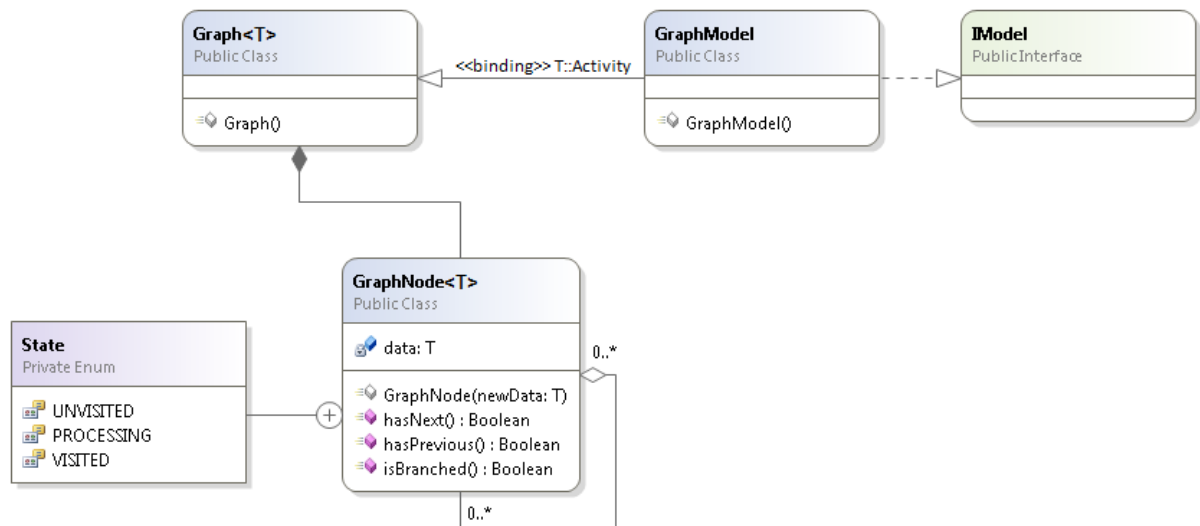 Graph<T>
Public Class
Graph()
<<binding>> T::Activity
GraphModel
Public Class
GraphModel()
IModel
Public Interface
GraphNode<T>
Public Class
data: T
GraphNode(newData: T)
hasNext() : Boolean
hasPrevious() : Boolean
isBranched() : Boolean
0..*
0..*
State
Private Enum
UNVISITED
PROCESSING
VISITED